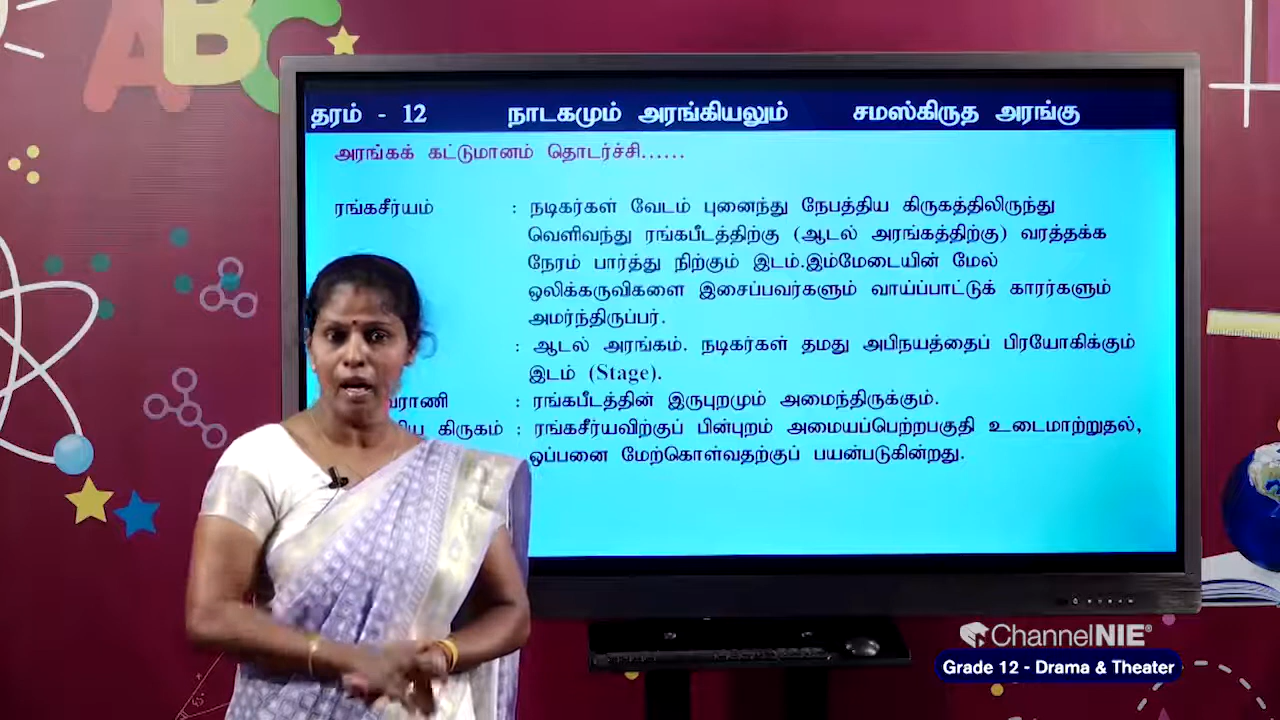 ABC
தரம் - 12 நாடகமும் அரங்கியலும் சமஸ்கிருத அரங்கு
அரங்கக் கட்டுமானம் தொடர்ச்சி......
ரங்கசீர்யம் : நடிகர்கள் வேடம் புனைந்து நேபத்திய கிருகத்திலிருந்து
வெளிவந்து ரங்கபீடத்திற்கு (ஆடல் அரங்கத்திற்கு) வரத்தக்க
நேரம் பார்த்து நிற்கும் இடம்.இம்மேடையின் மேல்
ஒலிக்கருவிகளை இசைப்பவர்களும் வாய்ப்பாட்டுக் காரர்களும்
அமர்ந்திருப்பர்.
: ஆடல் அரங்கம். நடிகர்கள் தமது அபிநயத்தைப் பிரயோகிக்கும்
இடம் (Stage).
வராணி : ரங்கபீடத்தின் இருபுறமும் அமைந்திருக்கும்.
ிய கிருகம் : ரங்கசீர்யவிற்குப் பின்புறம் அமையப்பெற்றபகுதி உடைமாற்றுதல்,
ஒப்பனை மேற்கொள்வதற்குப் பயன்படுகின்றது.
ChannelNIE®
Grade 12 - Drama & Theater